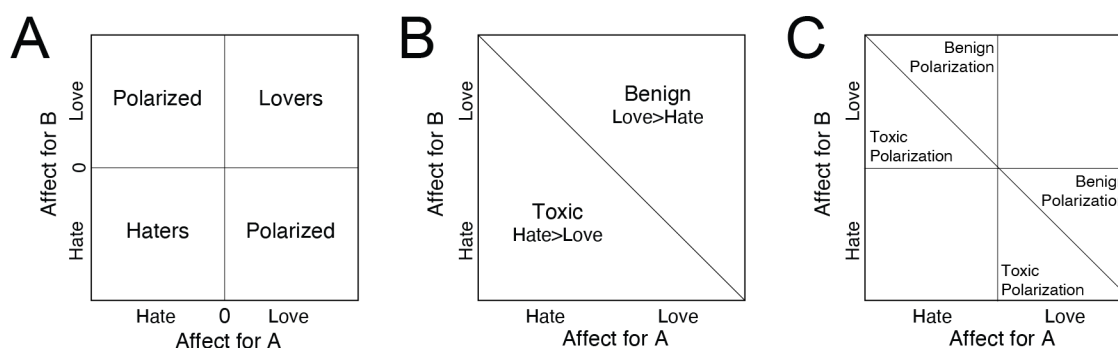 A
Love
0
Hate
Affect for B
Polarized
Lovers
Haters
Polarized
Hate
0
Love
Affect for A
B
Love
Hate
Affect for B
Benign
Love>Hate
Toxic
Hate>Love
Hate
Love
Affect for A
C
Love
Hate
Affect for B
Benign
Polarization
Toxic
Polarization
Benig
Polarizatio
Toxic
Polarization
Hate
Love
Affect for A